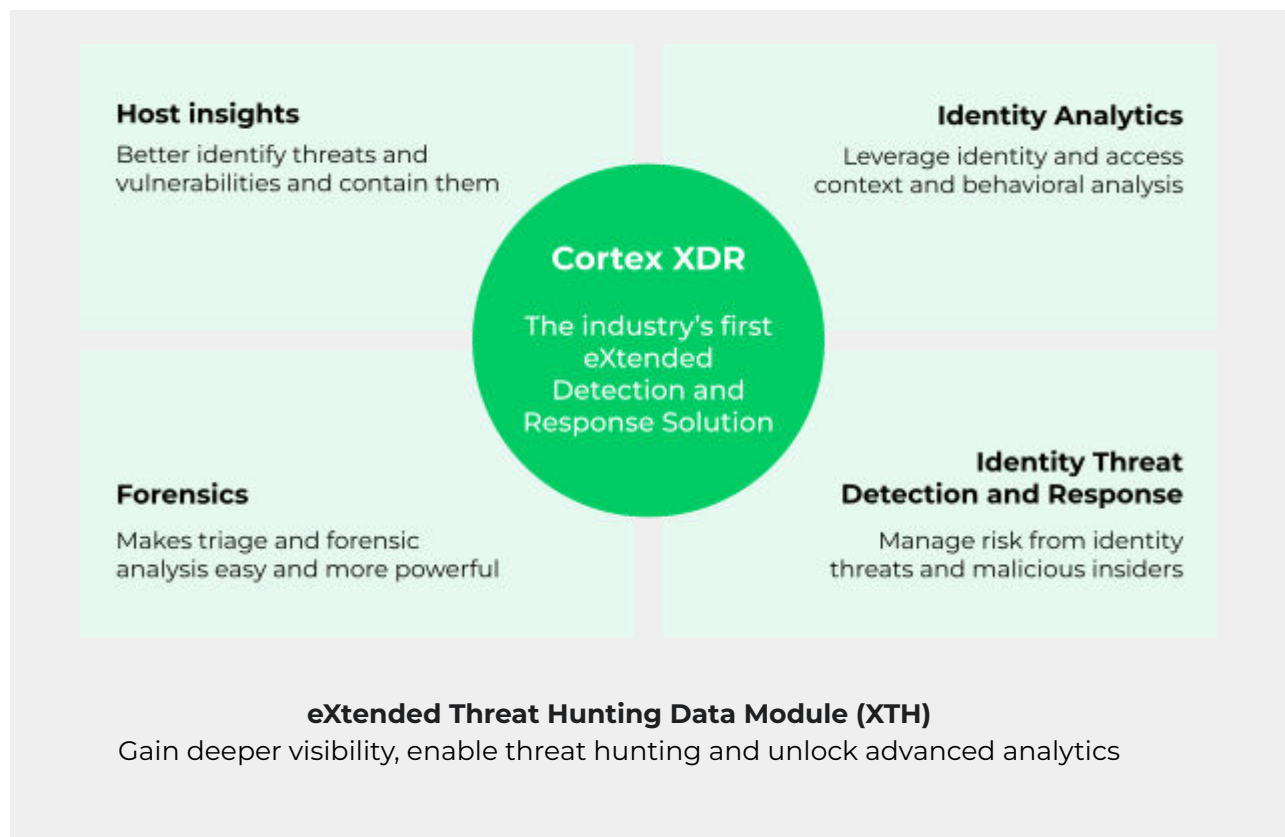 Host insights
Better identify threats and
vulnerabilities and contain them
Identity Analytics
Leverage identity and access
context and behavioral analysis
Cortex XDR
The industry’s first
eXtended
Detection and
Response Solution
Forensics
Makes triage and forensic
analysis easy and more powerful
Identity Threat
Detection and Response
Manage risk from identity
threats and malicious insiders
eXtended Threat Hunting Data Module (XTH)
Gain deeper visibility, enable threat hunting and unlock advanced analytics